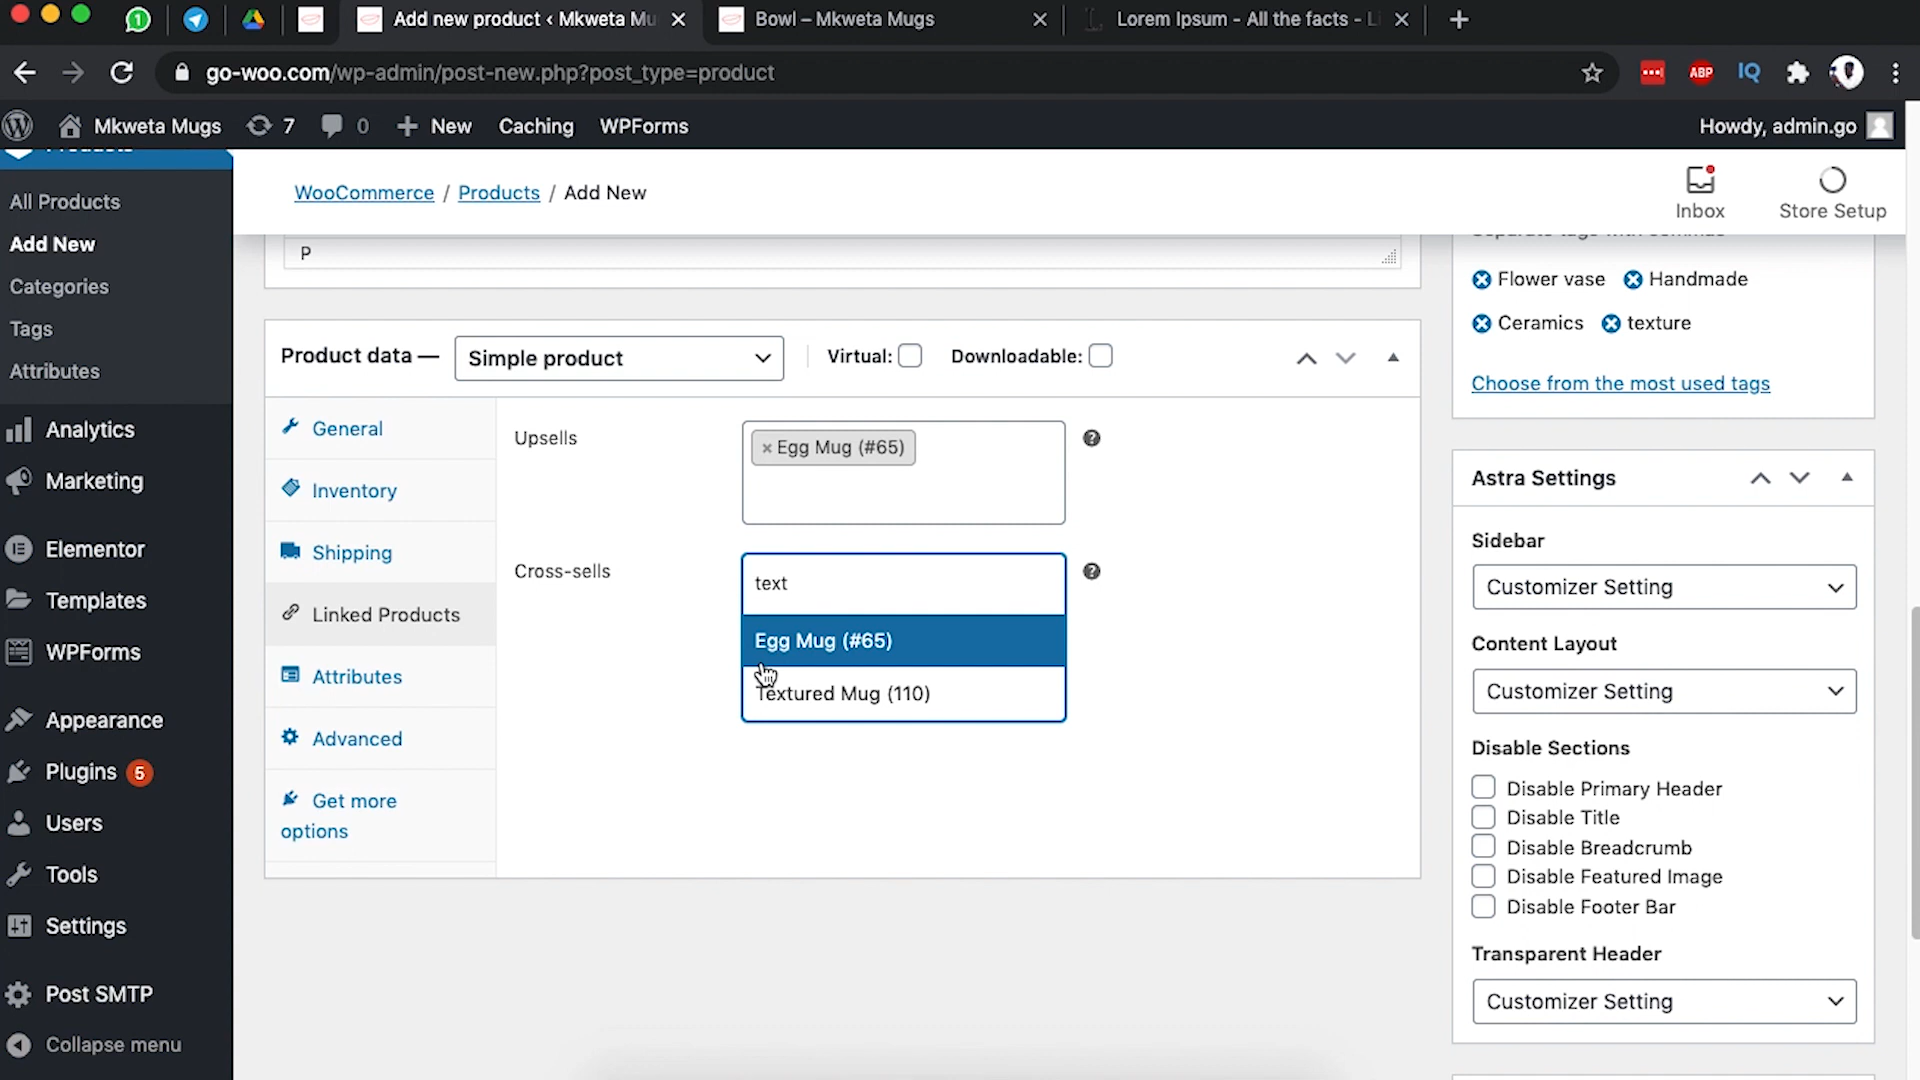 Add new product ‹ Mkweta Mu
Bowl – Mkweta Mugs
Lorem Ipsum - All the facts - Li
go-woo.com/wp-admin/post-new.php?post_type=product
ABP
IQ
Mkweta Mugs
7
0
New
Caching
WPForms
Howdy, admin.go
Products
All Products
Add New
Categories
Tags
Attributes
Analytics
Marketing
Elementor
Templates
WPForms
Appearance
Plugins 5
Users
Tools
Settings
Post SMTP
Collapse menu
WooCommerce / Products / Add New
Inbox
Store Setup
P
Product data —
Simple product
Virtual:
Downloadable:
General
Inventory
Shipping
Linked Products
Attributes
Advanced
Get more
options
Upsells
× Egg Mug (#65)
Cross-sells
text
Egg Mug (#65)
Textured Mug (110)
Separate tags with commas
Flower vase
Handmade
Ceramics
texture
Choose from the most used tags
Astra Settings
Sidebar
Customizer Setting
Content Layout
Customizer Setting
Disable Sections
Disable Primary Header
Disable Title
Disable Breadcrumb
Disable Featured Image
Disable Footer Bar
Transparent Header
Customizer Setting